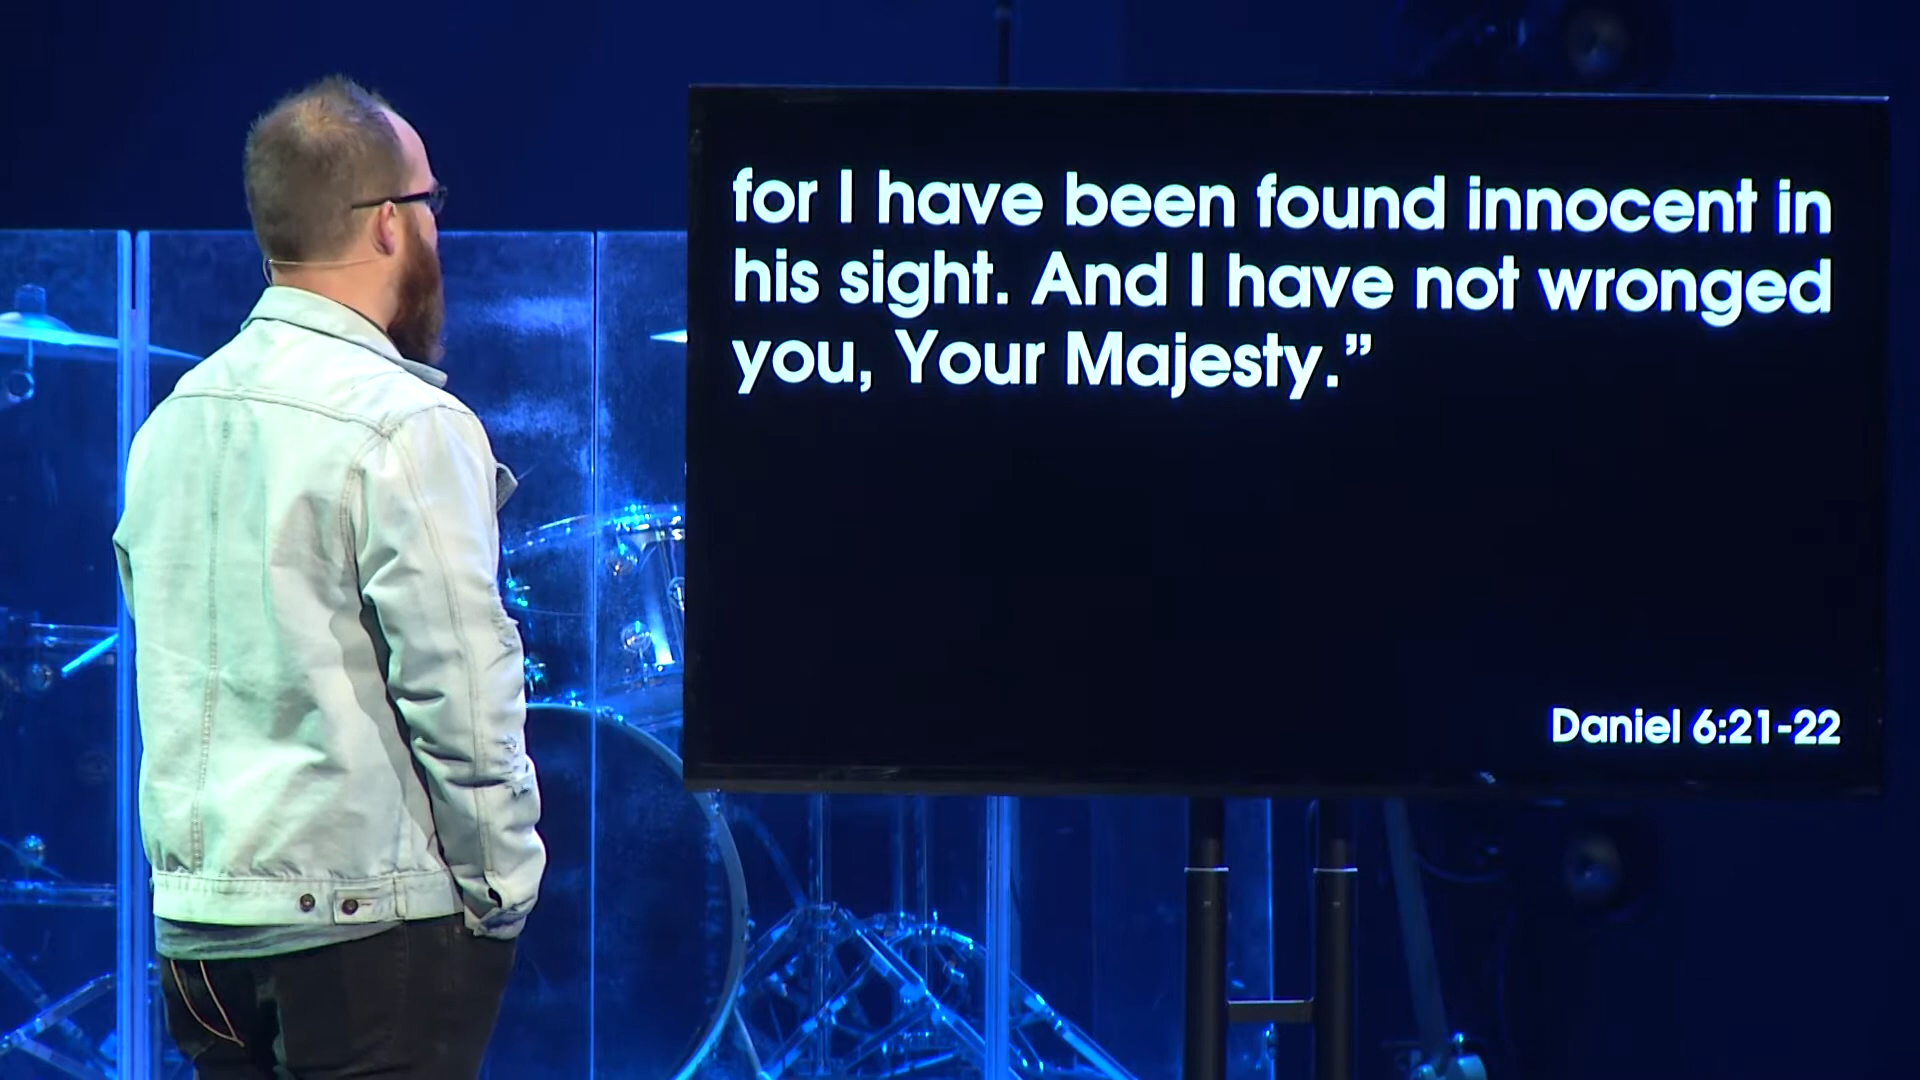 for I have been found innocent in
his sight. And I have not wronged
you, Your Majesty.”
Daniel 6:21-22